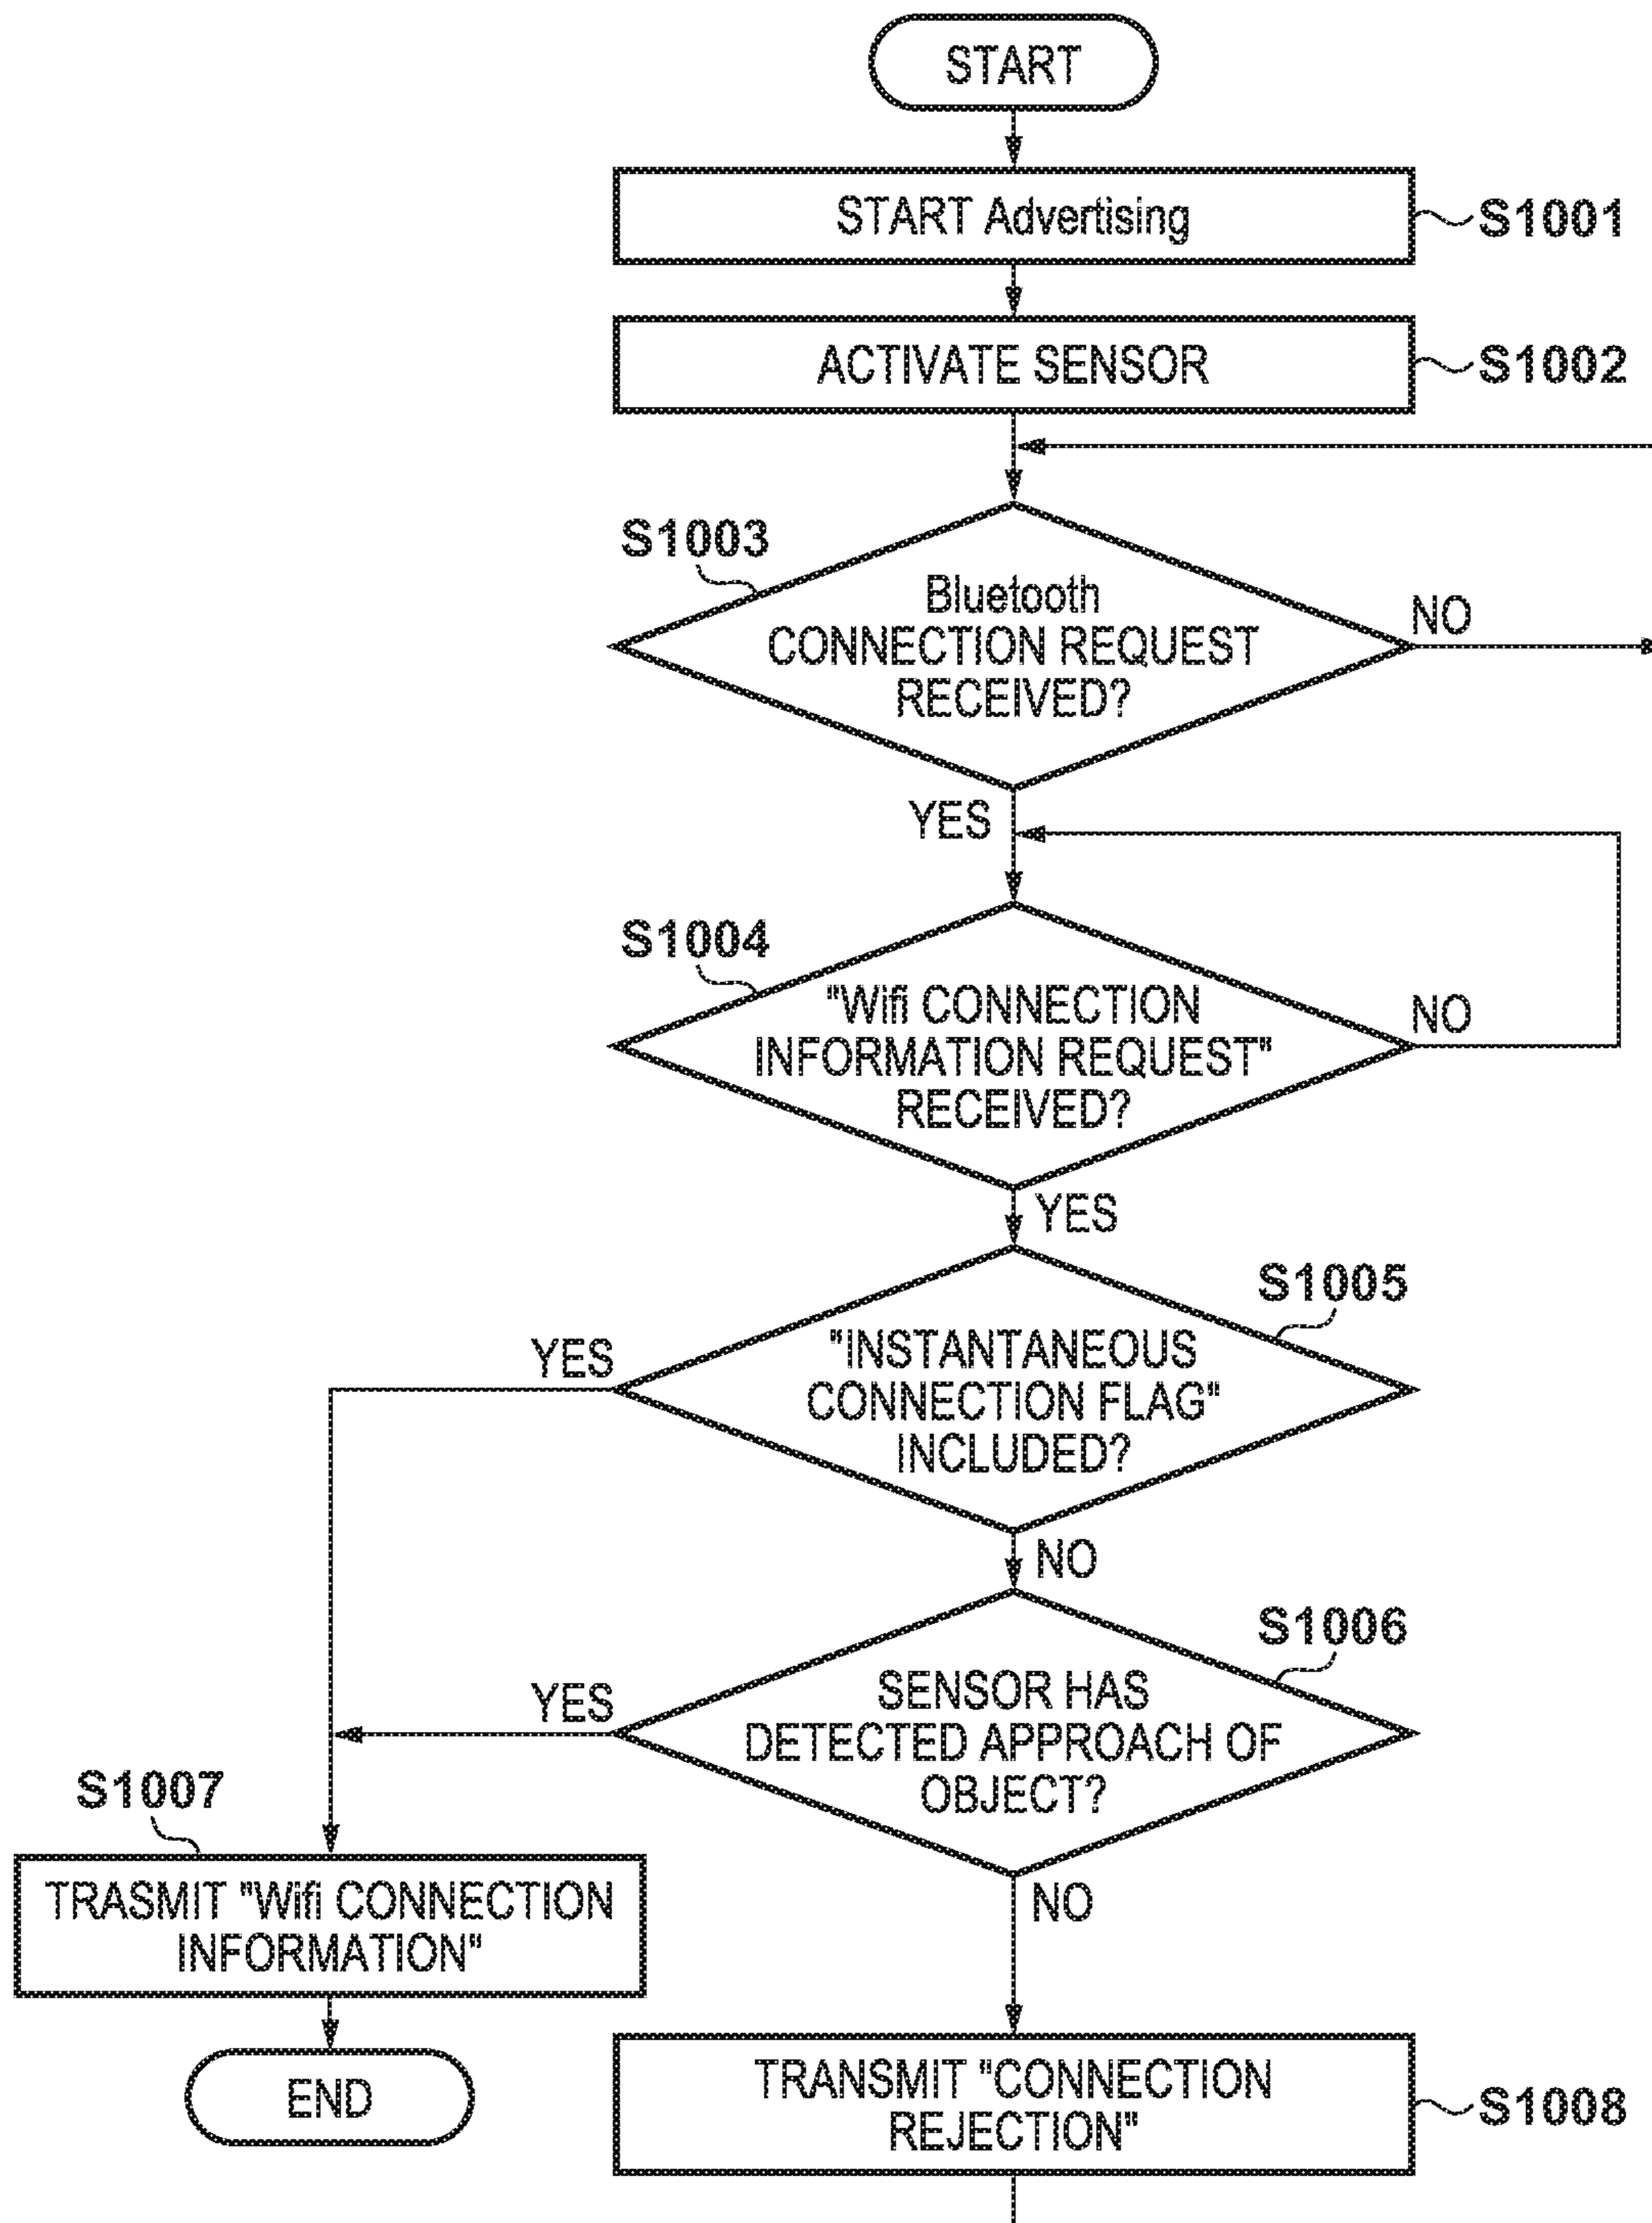 START
START Advertising
S1001
ACTIVATE SENSOR
S1002
S1003
Bluetooth
CONNECTION REQUEST
RECEIVED?
NO
YES
S1004
"Wifi CONNECTION
INFORMATION REQUEST"
RECEIVED?
NO
YES
S1005
"INSTANTANEOUS
CONNECTION FLAG"
INCLUDED?
YES
NO
S1006
SENSOR HAS
DETECTED APPROACH OF
OBJECT?
YES
NO
S1007
TRASMIT "Wifi CONNECTION
INFORMATION"
END
TRANSMIT "CONNECTION
REJECTION"
S1008